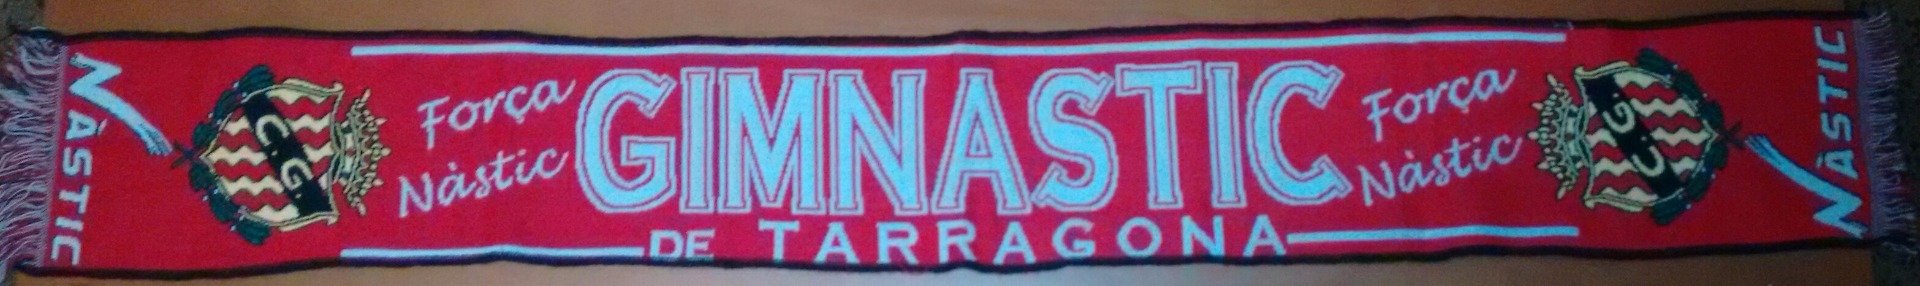 NÀSTIC
C.G.
Força
Nàstic
GIMNASTIC
DE TARRAGONA
Força
Nàstic
C.G.
NÀSTIC